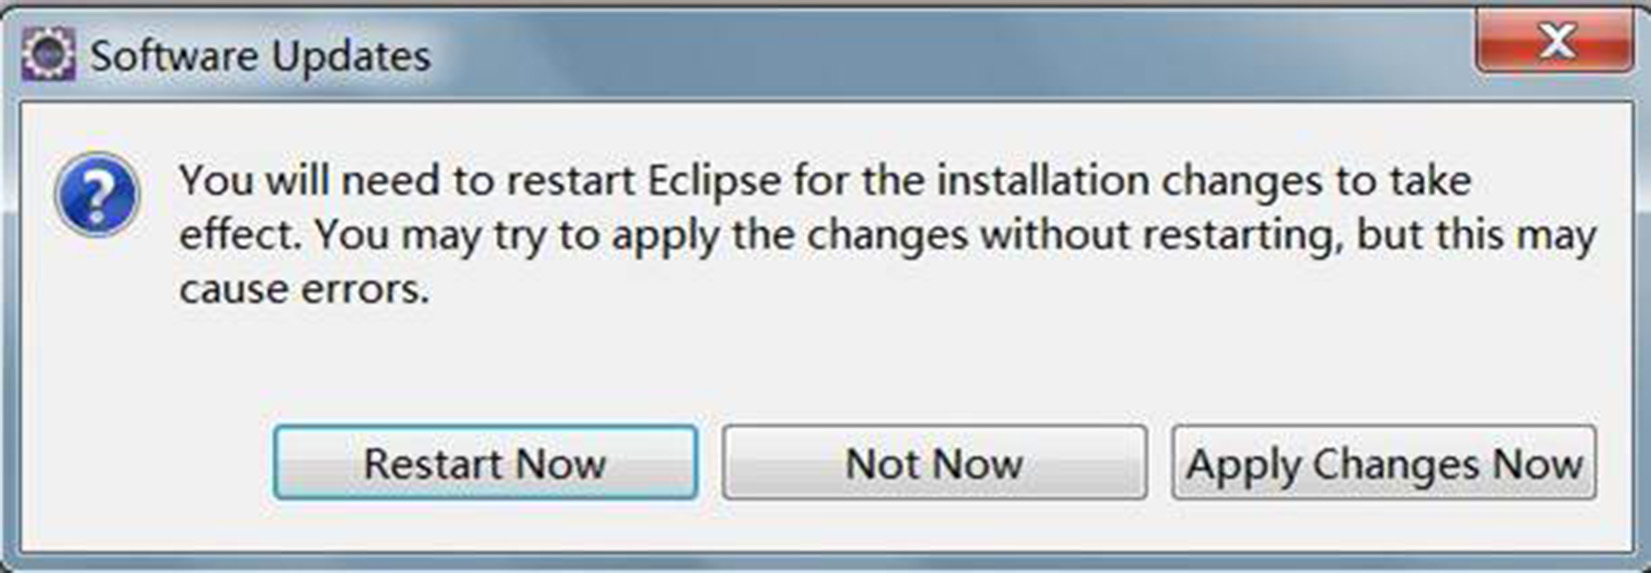 Software Updates
You will need to restart Eclipse for the installation changes to take
effect. You may try to apply the changes without restarting, but this may
cause errors.
Restart Now
Not Now
Apply Changes Now